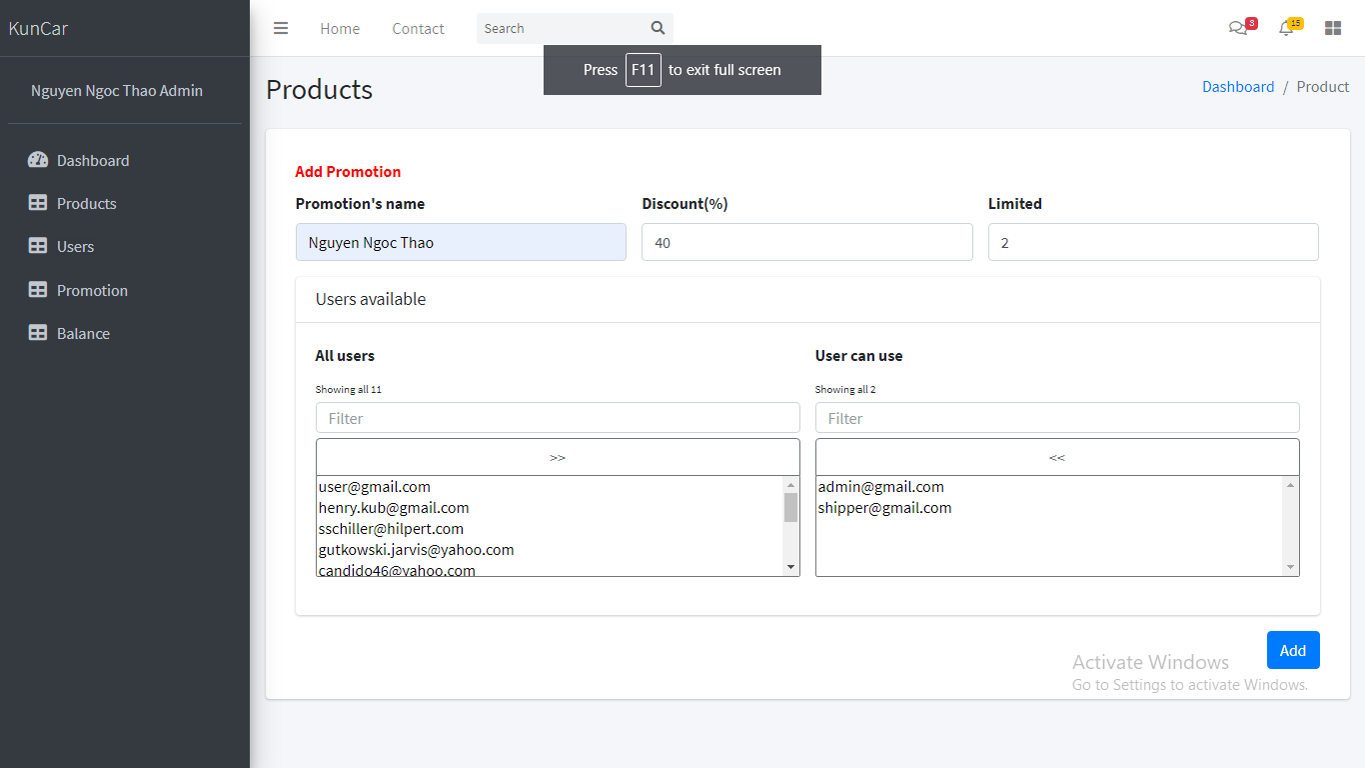 KunCar
Home Contact Search 3 15
Press F11 to exit full screen
Nguyen Ngoc Thao Admin
Products
Dashboard / Product
Dashboard
Products
Users
Promotion
Balance
Add Promotion
Promotion's name Discount(%) Limited
Nguyen Ngoc Thao 40 2
Users available
All users
Showing all 11
Filter
>>
user@gmail.com
henry.kub@gmail.com
sschiller@hilpert.com
gutkowski.jarvis@yahoo.com
candido46@yahoo.com
User can use
Showing all 2
Filter
<<
admin@gmail.com
shipper@gmail.com
Add
Activate Windows
Go to Settings to activate Windows.